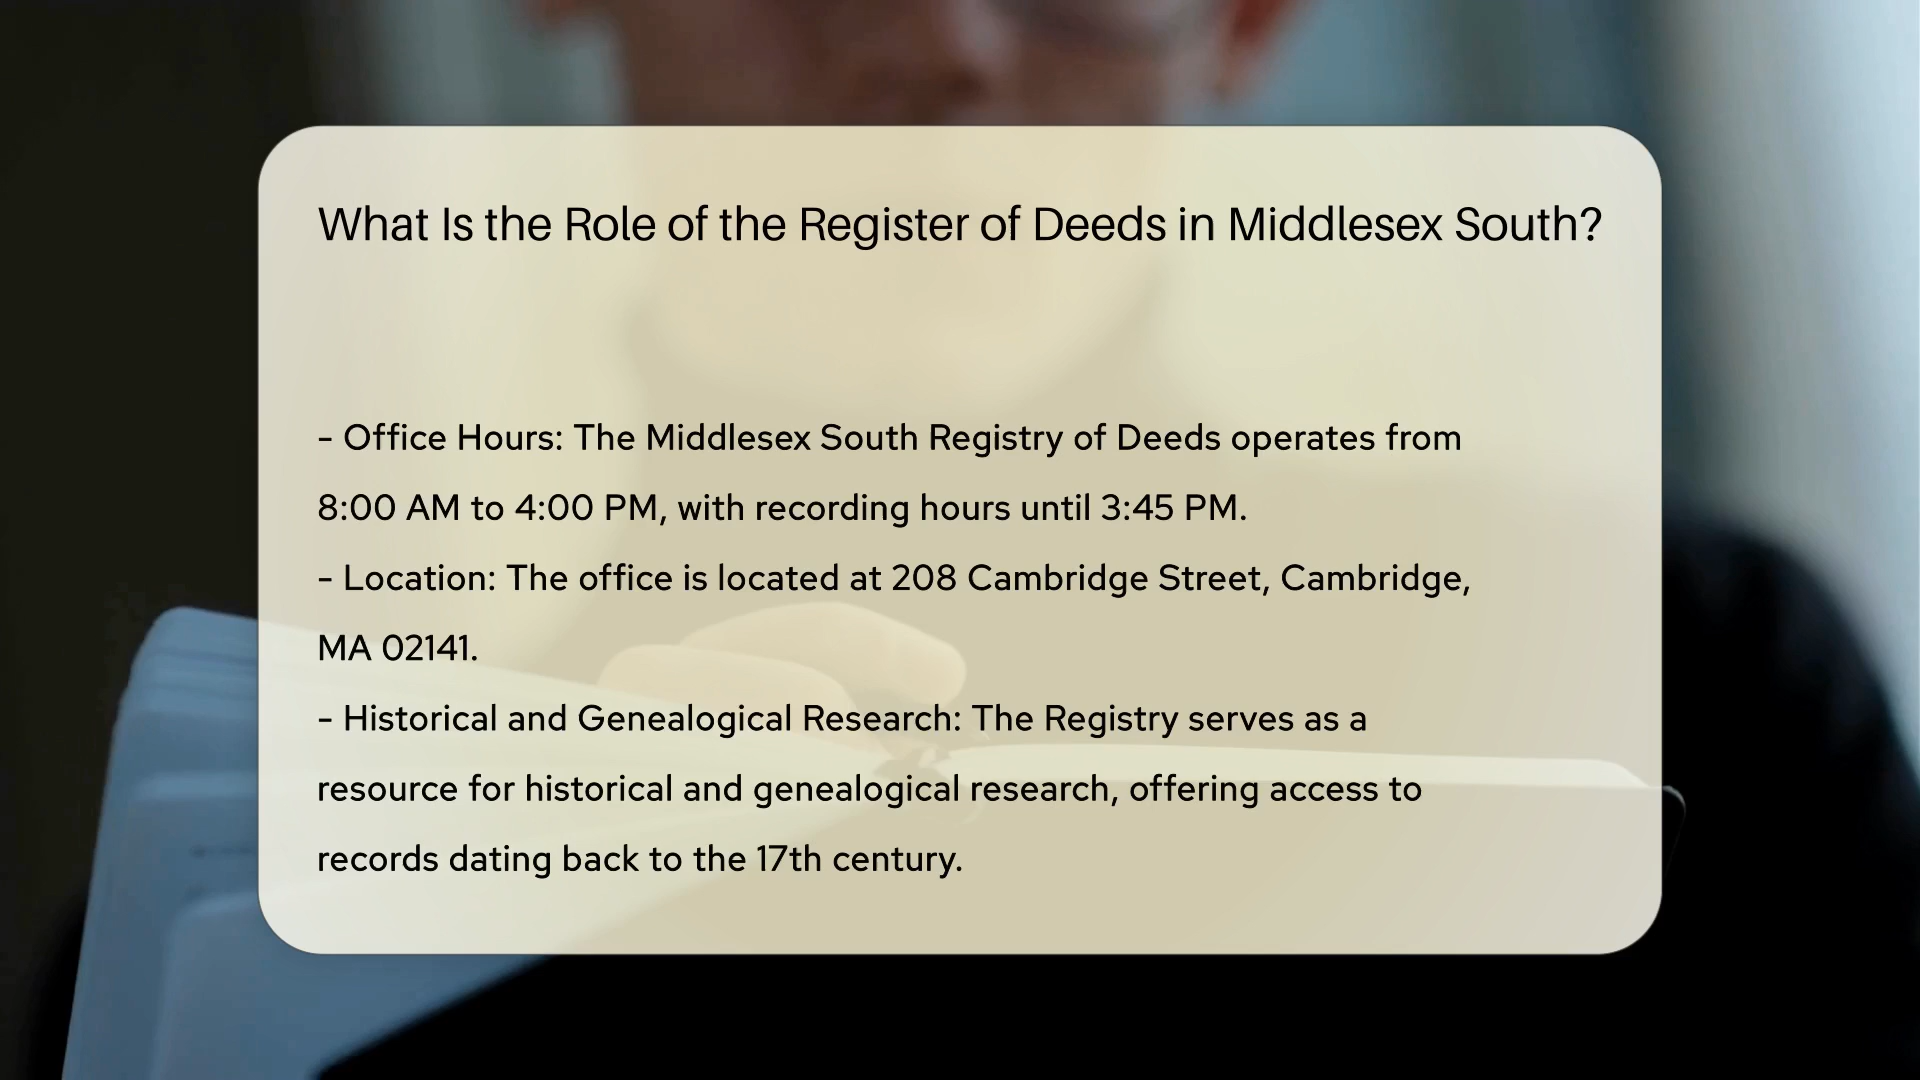 What Is the Role of the Register of Deeds in Middlesex South?
– Office Hours: The Middlesex South Registry of Deeds operates from
8:00 AM to 4:00 PM, with recording hours until 3:45 PM.
– Location: The office is located at 208 Cambridge Street, Cambridge,
MA 02141.
– Historical and Genealogical Research: The Registry serves as a
resource for historical and genealogical research, offering access to
records dating back to the 17th century.